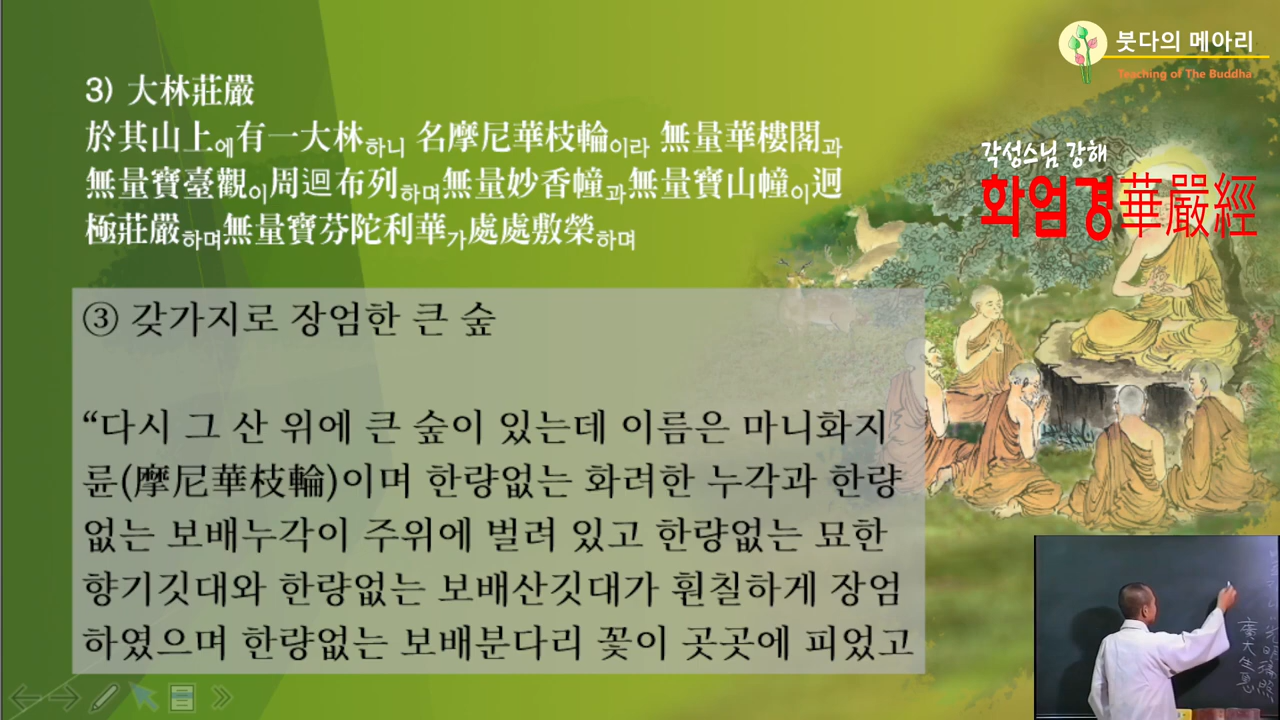 붓다의 메아리
Teaching of The Buddha
각성스님 강해
화엄경華嚴經
3) 大林莊嚴
於其山上에有一大林하니 名摩尼華枝輪이라 無量華樓閣과
無量寶臺觀이周迴布列하며無量妙香幢과無量寶山幢이迥
極莊嚴하며無量寶芬陀利華가處處敷榮하며
③ 갖가지로 장엄한 큰 숲
“다시 그 산 위에 큰 숲이 있는데 이름은 마니화지
륜(摩尼華枝輪)이며 한량없는 화려한 누각과 한량
없는 보배누각이 주위에 벌려 있고 한량없는 묘한
향기깃대와 한량없는 보배산깃대가 훤칠하게 장엄
하였으며 한량없는 보배분다리 꽃이 곳곳에 피었고
廣大生息